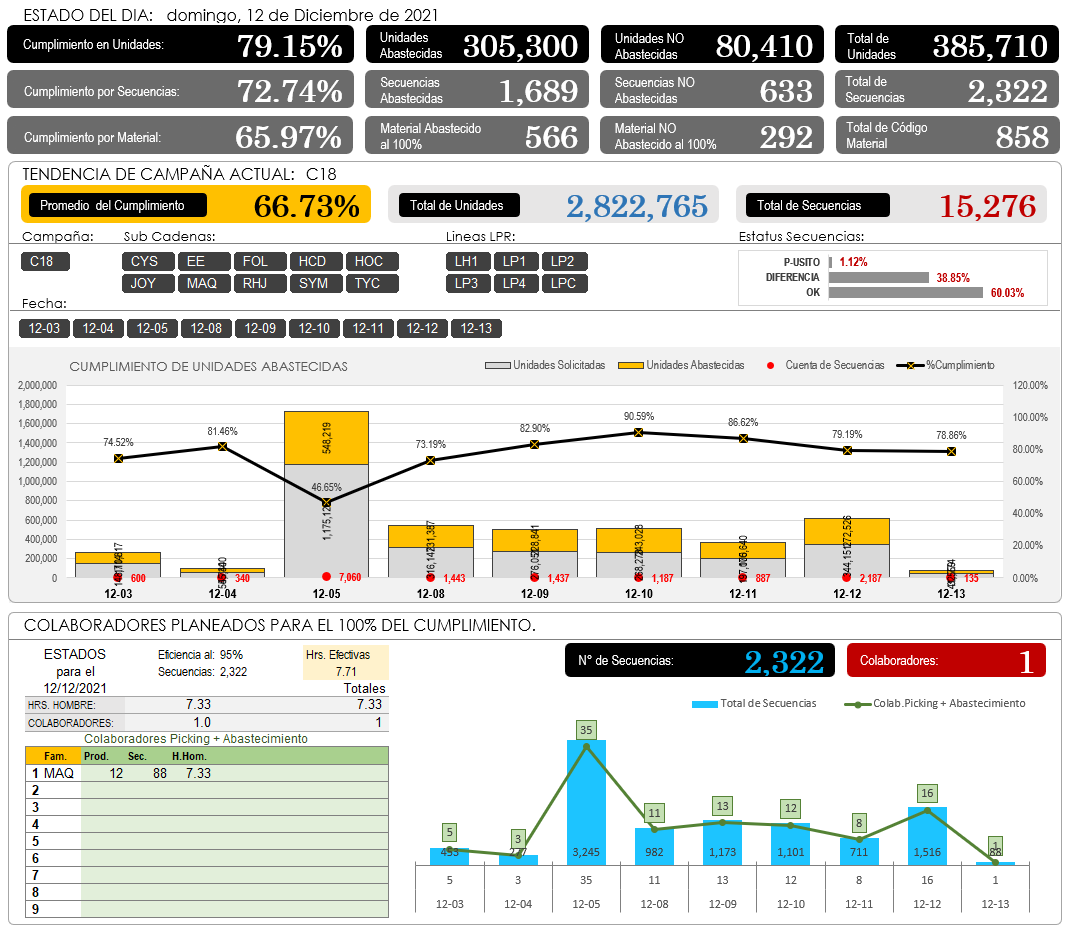 ESTADO DEL DIA: domingo, 12 de Diciembre de 2021
Cumplimiento en Unidades: 79.15%
Unidades Abastecidas 305,300
Unidades NO Abastecidas 80,410
Total de Unidades 385,710
Cumplimiento por Secuencias: 72.74%
Secuencias Abastecidas 1,689
Secuencias NO Abastecidas 633
Total de Secuencias 2,322
Cumplimiento por Material: 65.97%
Material Abastecido al 100% 566
Material NO Abastecido al 100% 292
Total de Código Material 858
TENDENCIA DE CAMPAÑA ACTUAL: C18
Promedio del Cumplimiento 66.73%
Total de Unidades 2,822,765
Total de Secuencias 15,276
Campaña: Sub Cadenas: Lineas LPR: Estatus Secuencias:
C18 CYS EE FOL HCD HOC LH1 LP1 LP2
JOY MAQ RHJ SYM TYC LP3 LP4 LPC
P-USITO 1.12%
DIFERENCIA 38.85%
OK 60.03%
Fecha:
12-03 12-04 12-05 12-08 12-09 12-10 12-11 12-12 12-13
CUMPLIMIENTO DE UNIDADES ABASTECIDAS
Unidades Solicitadas Unidades Abastecidas Cuenta de Secuencias %Cumplimiento
2,000,000
1,800,000
1,600,000
1,400,000
1,200,000
1,000,000
800,000
600,000
400,000
200,000
0
120.00%
100.00%
80.00%
60.00%
40.00%
20.00%
0.00%
74.52% 81.46% 46.65% 73.19% 82.90% 90.59% 86.62% 79.19% 78.86%
548,219
600 340 7,060 1,443 1,437 1,187 887 2,187 135
12-03 12-04 12-05 12-08 12-09 12-10 12-11 12-12 12-13
COLABORADORES PLANEADOS PARA EL 100% DEL CUMPLIMIENTO.
ESTADOS para el 12/12/2021
Eficiencia al: 95%
Secuencias: 2,322
Hrs. Efectivas
7.71
Totales
HRS. HOMBRE: 7.33 7.33
COLABORADORES: 1.0 1
Colaboradores Picking + Abastecimiento
Fam. Prod. Sec. H.Hom.
1 MAQ 12 88 7.33
2
3
4
5
6
7
8
9
N° de Secuencias: 2,322
Colaboradores: 1
Total de Secuencias Colab.Picking + Abastecimiento
5 3 35 11 13 12 8 16 1
453 3,245 982 1,173 1,101 711 1,516 88
5 3 35 11 13 12 8 16 1
12-03 12-04 12-05 12-08 12-09 12-10 12-11 12-12 12-13